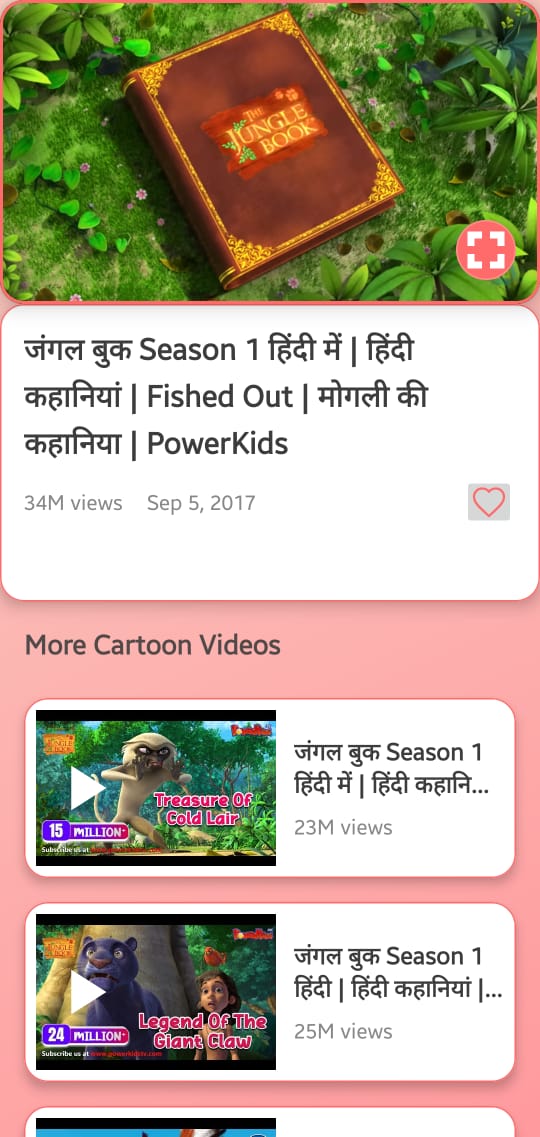 THE
JUNGLE
BOOK
जंगल बुक Season 1 हिंदी में | हिंदी
कहानियां | Fished Out | मोगली की
कहानिया | PowerKids
34M views Sep 5, 2017
More Cartoon Videos
JUNGLE
BOOK
PowerKids
Treasure Of
Cold Lair
15 MILLION+
Subscribe us at
जंगल बुक Season 1
हिंदी में | हिंदी कहानि...
23M views
JUNGLE
BOOK
PowerKids
Legend Of The
Giant Claw
24 MILLION+
Subscribe us at www.powerkidstv.com
जंगल बुक Season 1
हिंदी | हिंदी कहानियां |...
25M views